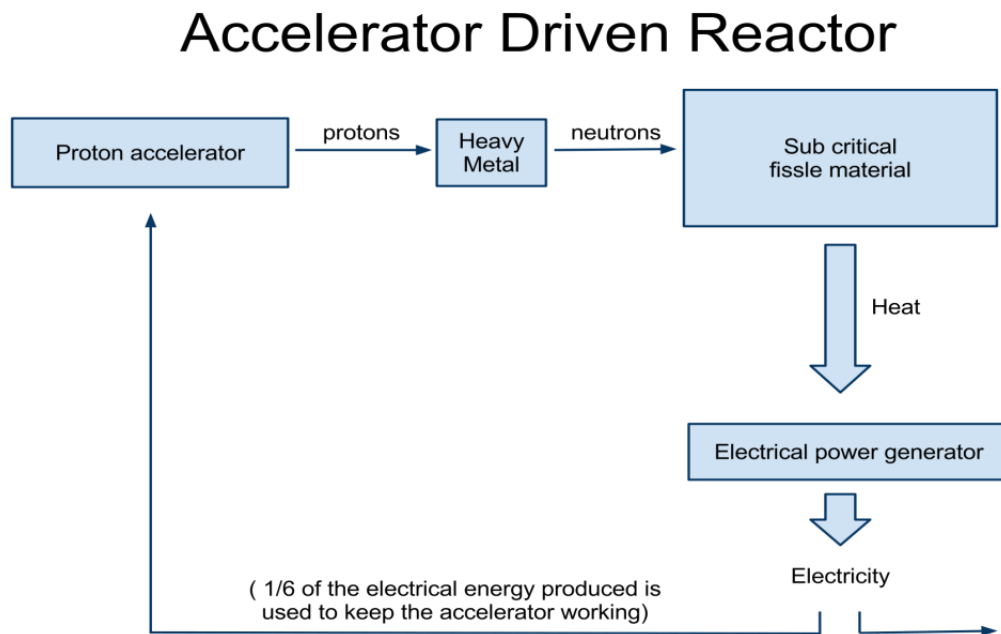 Accelerator Driven Reactor
Proton accelerator
protons
Heavy
Metal
neutrons
Sub critical
fissle material
Heat
Electrical power generator
Electricity
( 1/6 of the electrical energy produced is
used to keep the accelerator working)